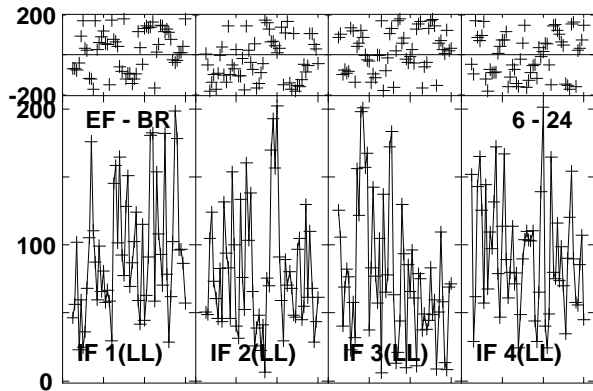 200
-200
200
EF - BR
6 - 24
100
IF 1(LL) IF 2(LL) IF 3(LL) IF 4(LL)
0